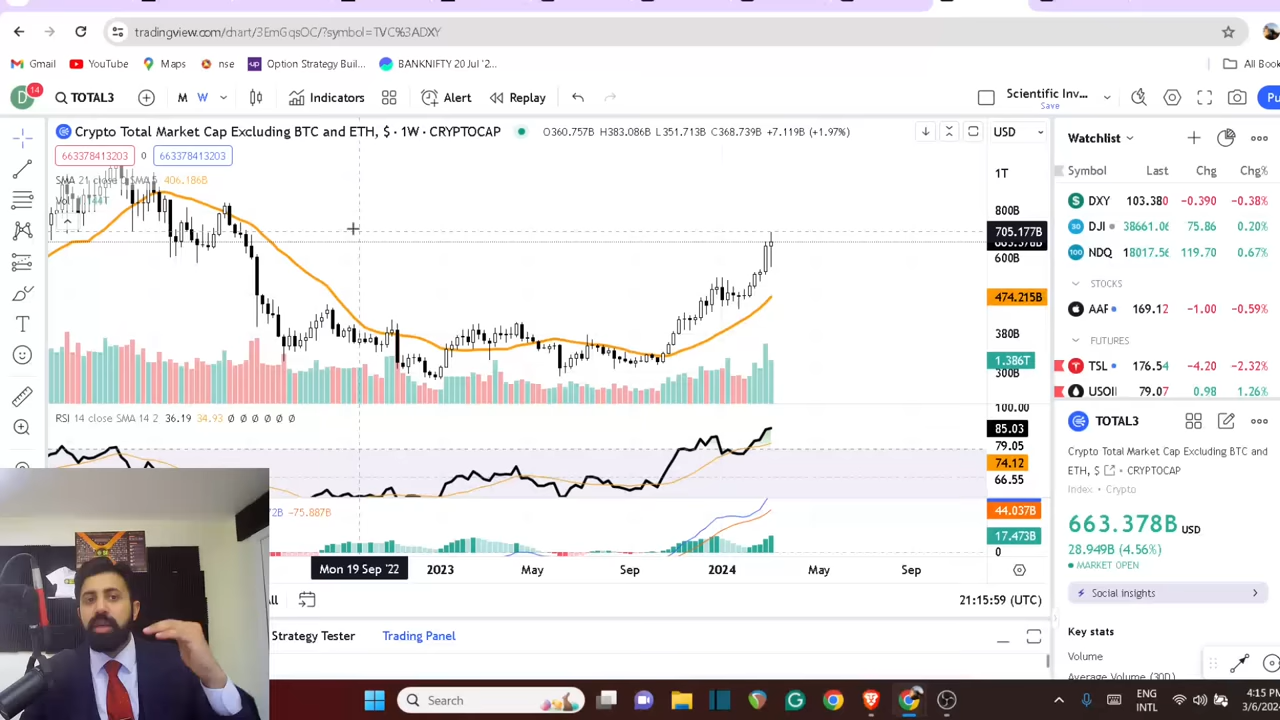 tradingview.com/chart/3EmGqsOC/?symbol=TVC%3ADXY
Gmail YouTube Maps nse Option Strategy Buil... BANKNIFTY 20 Jul '2... All Book
14 D TOTAL3 M W Indicators Alert Replay Scientific Inv... Save Pu
Crypto Total Market Cap Excluding BTC and ETH, $ · 1W · CRYPTOCAP O360.757B H383.086B L351.713B C368.739B +7.119B (+1.97%) USD
663378413203 0 663378413203
SMA 21 close 406.186B
1T
800B
705.177B
600B
474.215B
380B
1.386T
300B
RSI 14 close SMA 14 2 36.19 34.93 Ø Ø Ø Ø Ø Ø
100.00
85.03
79.05
74.12
66.55
−75.887B
44.037B
17.473B
0
Mon 19 Sep '22 2023 May Sep 2024 May Sep
21:15:59 (UTC)
Strategy Tester Trading Panel
Watchlist
Symbol Last Chg Chg%
DXY 103.380 −0.390 −0.38%
DJI 38661.06 75.86 0.20%
NDQ 18017.56 119.70 0.67%
STOCKS
AAF 169.12 −1.00 −0.59%
FUTURES
TSL 176.54 −4.20 −2.32%
USOI 79.07 0.98 1.26%
TOTAL3
Crypto Total Market Cap Excluding BTC and
ETH, $ · CRYPTOCAP
Index · Crypto
663.378B USD
28.949B (4.56%)
MARKET OPEN
Social insights
Key stats
Volume
Average Volume (30D)
Search
ENG
INTL
4:15 PM
3/6/202